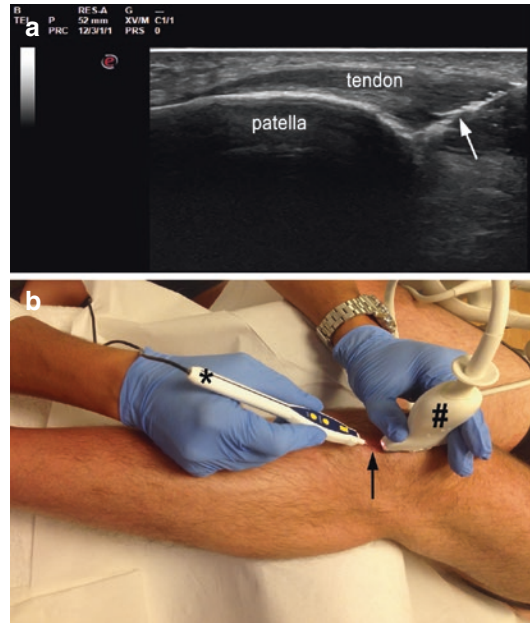 B RES-A G —
TEI P 52 mm XV/M C1/1
PRC 12/3/1/1 PRS 0
a
e
tendon
patella
b
*
#